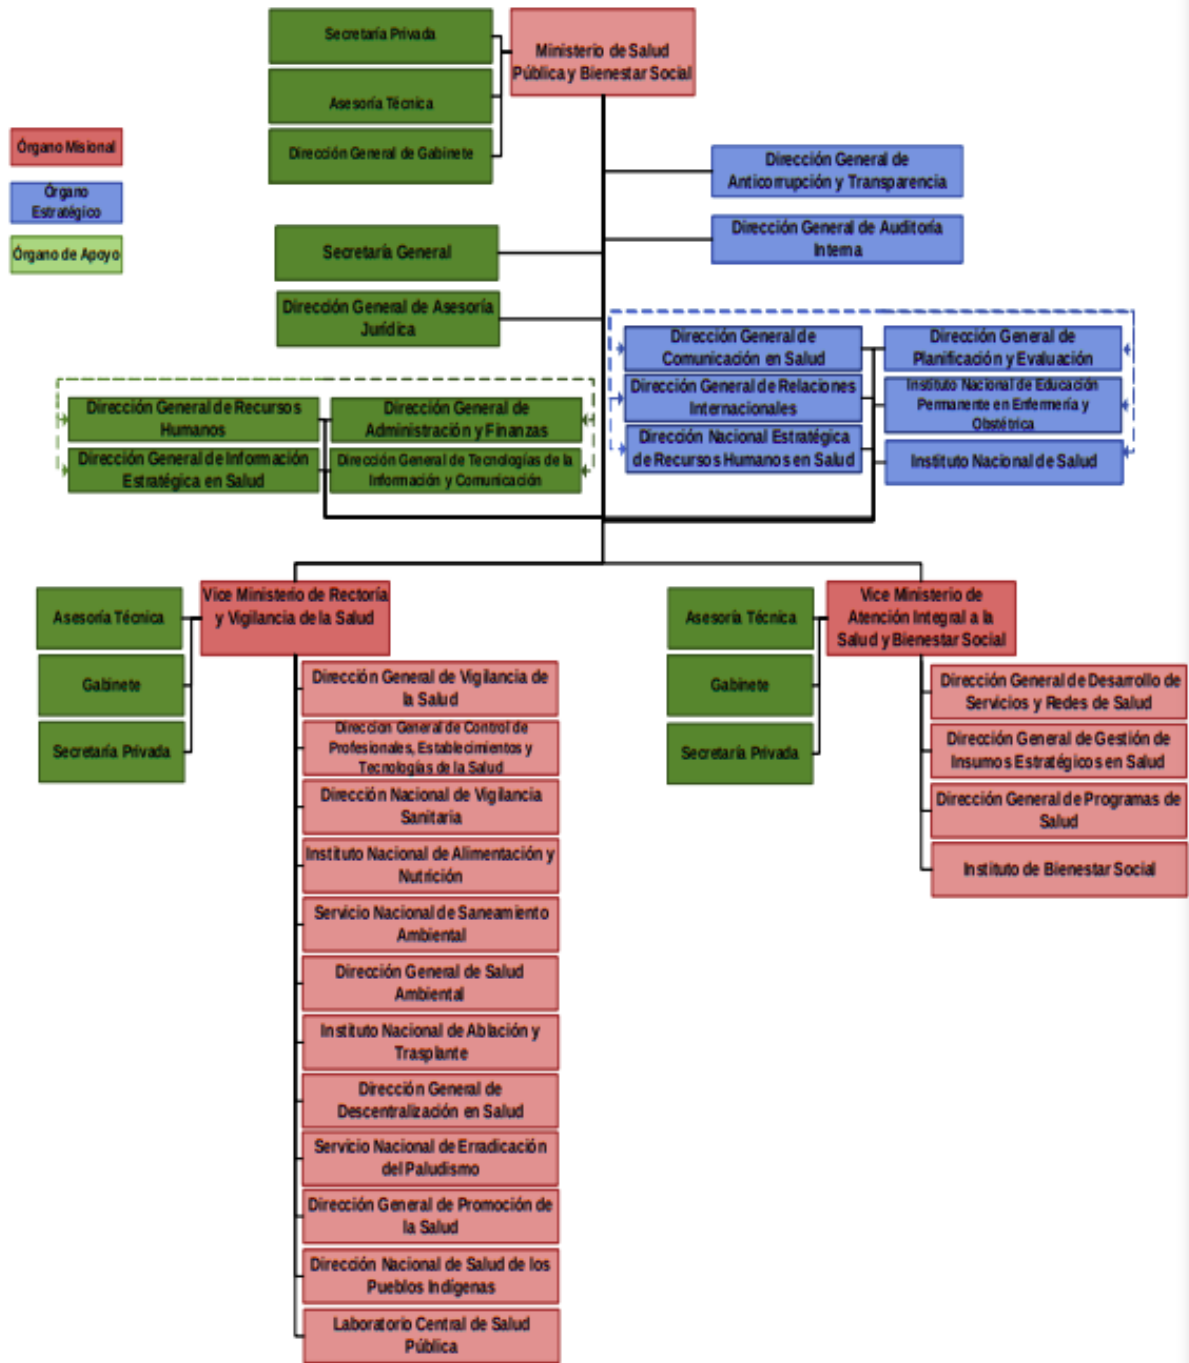 Secretaría Privada
Ministerio de Salud
Pública y Bienestar Social
Asesoría Técnica
Dirección General de Gabinete
Órgano Misional
Órgano
Estratégico
Órgano de Apoyo
Dirección General de
Anticorrupción y Transparencia
Dirección General de Auditoría
Interna
Secretaría General
Dirección General de Asesoría
Jurídica
Dirección General de
Comunicación en Salud
Dirección General de
Planificación y Evaluación
Dirección General de Relaciones
Internacionales
Instituto Nacional de Educación
Permanente en Enfermería y
Obstétrica
Dirección Nacional Estratégica
de Recursos Humanos en Salud
Instituto Nacional de Salud
Dirección General de Recursos
Humanos
Dirección General de
Administración y Finanzas
Dirección General de Información
Estratégica en Salud
Dirección General de Tecnologías de la
Información y Comunicación
Vice Ministerio de Rectoría
y Vigilancia de la Salud
Asesoría Técnica
Gabinete
Secretaría Privada
Dirección General de Vigilancia de
la Salud
Direccion General de Control de
Profesionales, Establecimientos y
Tecnologías de la Salud
Dirección Nacional de Vigilancia
Sanitaria
Instituto Nacional de Alimentación y
Nutrición
Servicio Nacional de Saneamiento
Ambiental
Dirección General de Salud
Ambiental
Instituto Nacional de Ablación y
Trasplante
Dirección General de
Descentralización en Salud
Servicio Nacional de Erradicación
del Paludismo
Dirección General de Promoción de
la Salud
Dirección Nacional de Salud de los
Pueblos Indígenas
Laboratorio Central de Salud
Pública
Vice Ministerio de
Atención Integral a la
Salud y Bienestar Social
Asesoría Técnica
Gabinete
Secretaría Privada
Dirección General de Desarrollo de
Servicios y Redes de Salud
Dirección General de Gestión de
Insumos Estratégicos en Salud
Dirección General de Programas de
Salud
Instituto de Bienestar Social